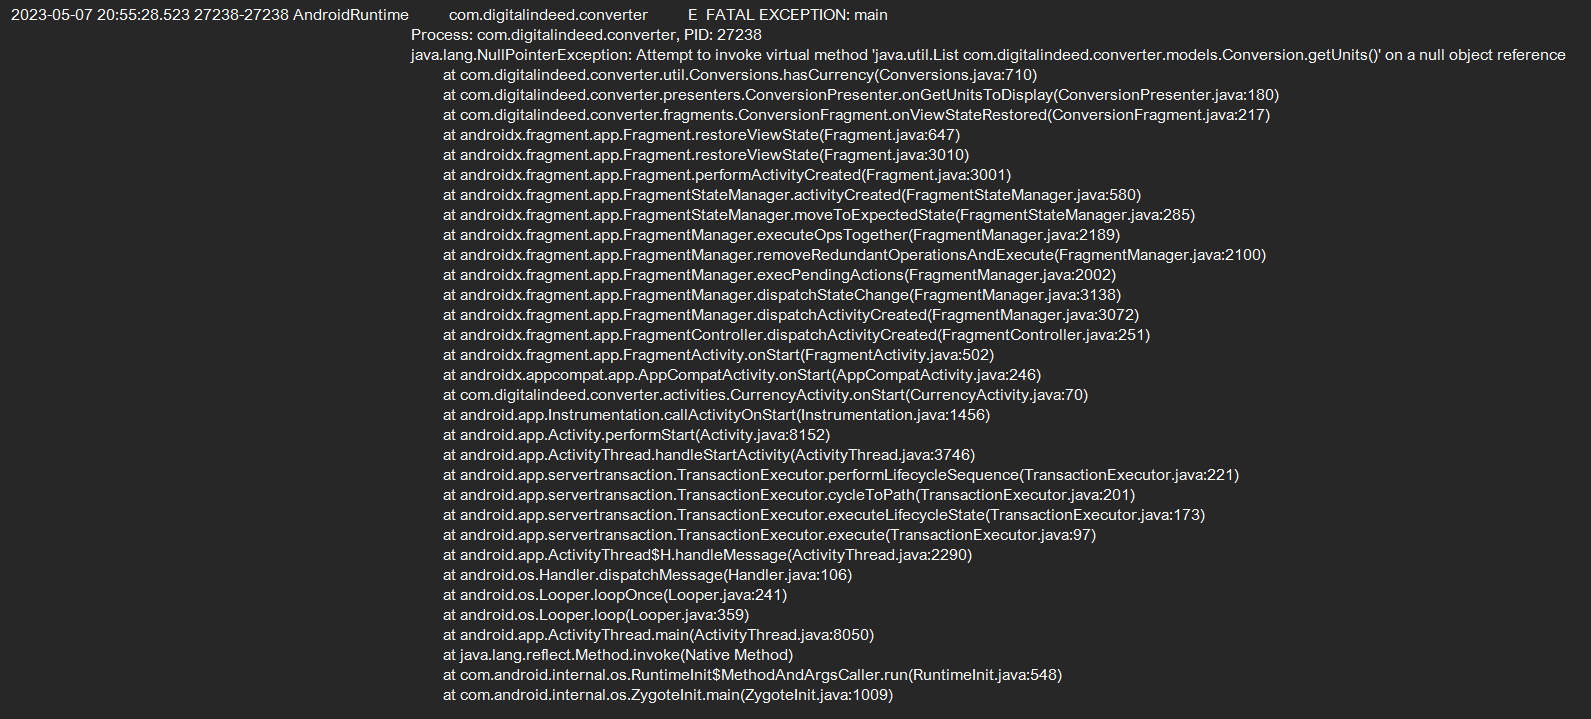 2023-05-07 20:55:28.523 27238-27238 AndroidRuntime com.digitalindeed.converter E FATAL EXCEPTION: main
Process: com.digitalindeed.converter, PID: 27238
java.lang.NullPointerException: Attempt to invoke virtual method 'java.util.List com.digitalindeed.converter.models.Conversion.getUnits()' on a null object reference
at com.digitalindeed.converter.util.Conversions.hasCurrency(Conversions.java:710)
at com.digitalindeed.converter.presenters.ConversionPresenter.onGetUnitsToDisplay(ConversionPresenter.java:180)
at com.digitalindeed.converter.fragments.ConversionFragment.onViewStateRestored(ConversionFragment.java:217)
at androidx.fragment.app.Fragment.restoreViewState(Fragment.java:647)
at androidx.fragment.app.Fragment.restoreViewState(Fragment.java:3010)
at androidx.fragment.app.Fragment.performActivityCreated(Fragment.java:3001)
at androidx.fragment.app.FragmentStateManager.activityCreated(FragmentStateManager.java:580)
at androidx.fragment.app.FragmentStateManager.moveToExpectedState(FragmentStateManager.java:285)
at androidx.fragment.app.FragmentManager.executeOpsTogether(FragmentManager.java:2189)
at androidx.fragment.app.FragmentManager.removeRedundantOperationsAndExecute(FragmentManager.java:2100)
at androidx.fragment.app.FragmentManager.execPendingActions(FragmentManager.java:2002)
at androidx.fragment.app.FragmentManager.dispatchStateChange(FragmentManager.java:3138)
at androidx.fragment.app.FragmentManager.dispatchActivityCreated(FragmentManager.java:3072)
at androidx.fragment.app.FragmentController.dispatchActivityCreated(FragmentController.java:251)
at androidx.fragment.app.FragmentActivity.onStart(FragmentActivity.java:502)
at androidx.appcompat.app.AppCompatActivity.onStart(AppCompatActivity.java:246)
at com.digitalindeed.converter.activities.CurrencyActivity.onStart(CurrencyActivity.java:70)
at android.app.Instrumentation.callActivityOnStart(Instrumentation.java:1456)
at android.app.Activity.performStart(Activity.java:8152)
at android.app.ActivityThread.handleStartActivity(ActivityThread.java:3746)
at android.app.servertransaction.TransactionExecutor.performLifecycleSequence(TransactionExecutor.java:221)
at android.app.servertransaction.TransactionExecutor.cycleToPath(TransactionExecutor.java:201)
at android.app.servertransaction.TransactionExecutor.executeLifecycleState(TransactionExecutor.java:173)
at android.app.servertransaction.TransactionExecutor.execute(TransactionExecutor.java:97)
at android.app.ActivityThread$H.handleMessage(ActivityThread.java:2290)
at android.os.Handler.dispatchMessage(Handler.java:106)
at android.os.Looper.loopOnce(Looper.java:241)
at android.os.Looper.loop(Looper.java:359)
at android.app.ActivityThread.main(ActivityThread.java:8050)
at java.lang.reflect.Method.invoke(Native Method)
at com.android.internal.os.RuntimeInit$MethodAndArgsCaller.run(RuntimeInit.java:548)
at com.android.internal.os.ZygoteInit.main(ZygoteInit.java:1009)